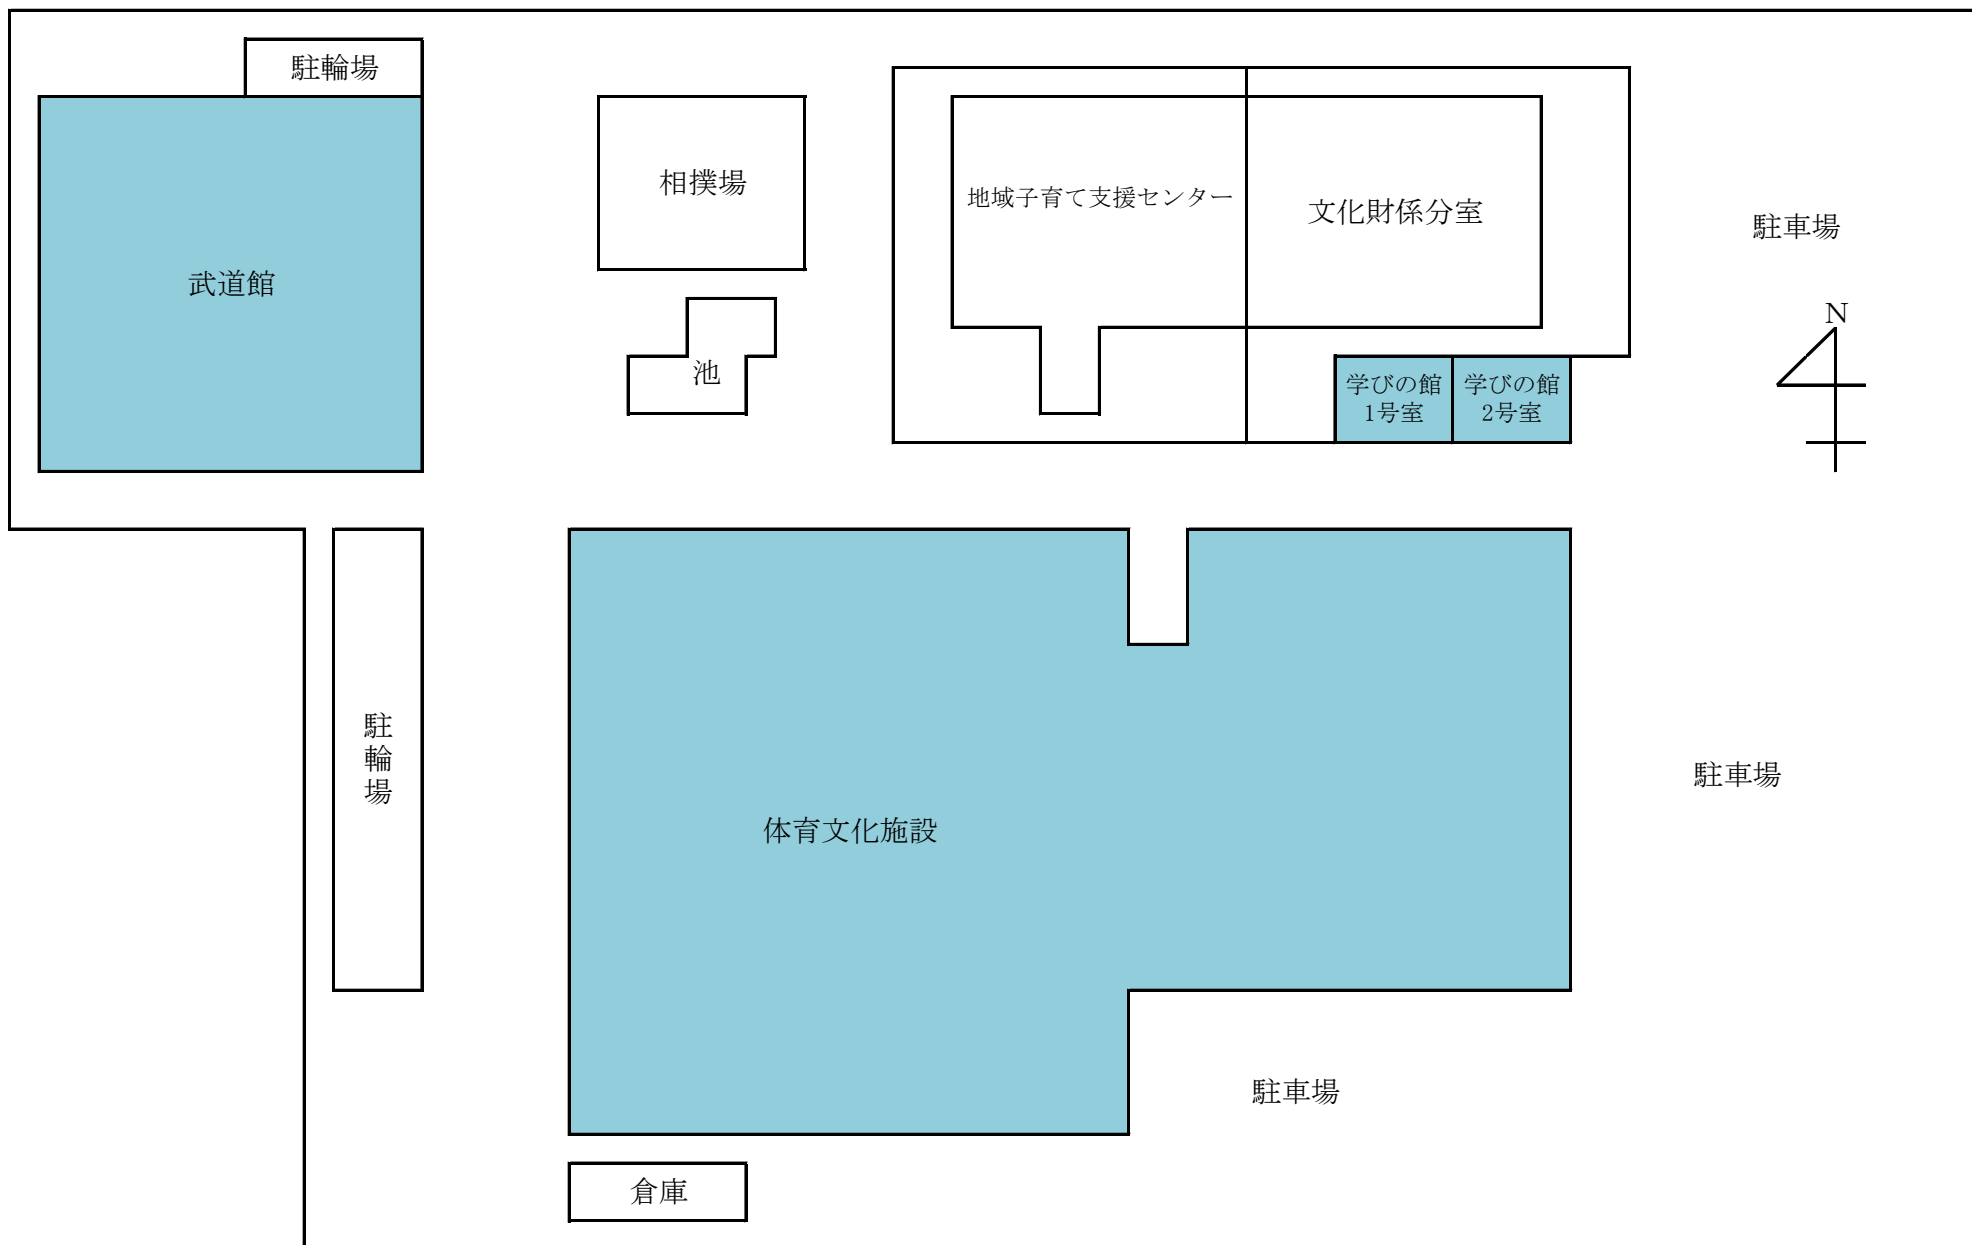 駐輪場
相撲場
地域子育て支援センター
文化財係分室
駐車場
武道館
N
池
学びの館
1号室
学びの館
2号室
駐輪場
駐車場
体育文化施設
駐車場
倉庫